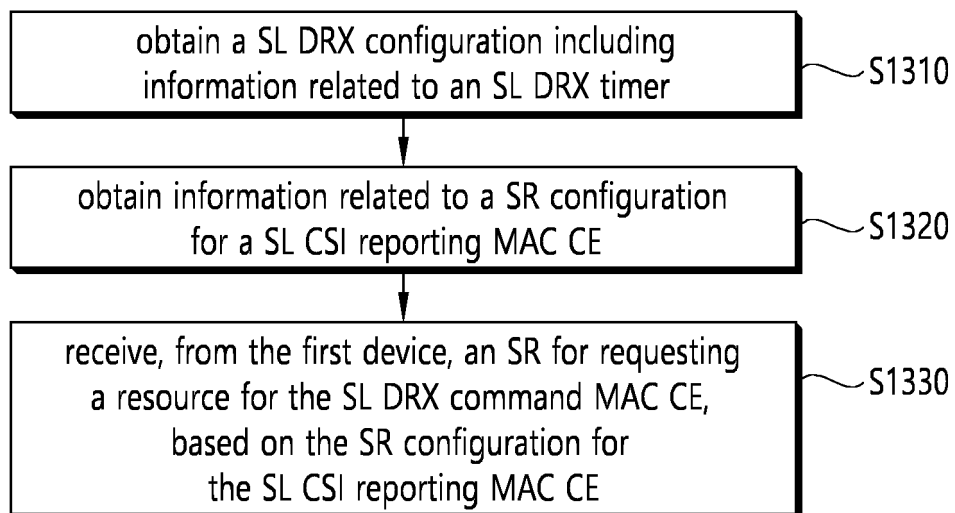 obtain a SL DRX configuration including
information related to an SL DRX timer
S1310
obtain information related to a SR configuration
for a SL CSI reporting MAC CE
S1320
receive, from the first device, an SR for requesting
a resource for the SL DRX command MAC CE,
based on the SR configuration for
the SL CSI reporting MAC CE
S1330